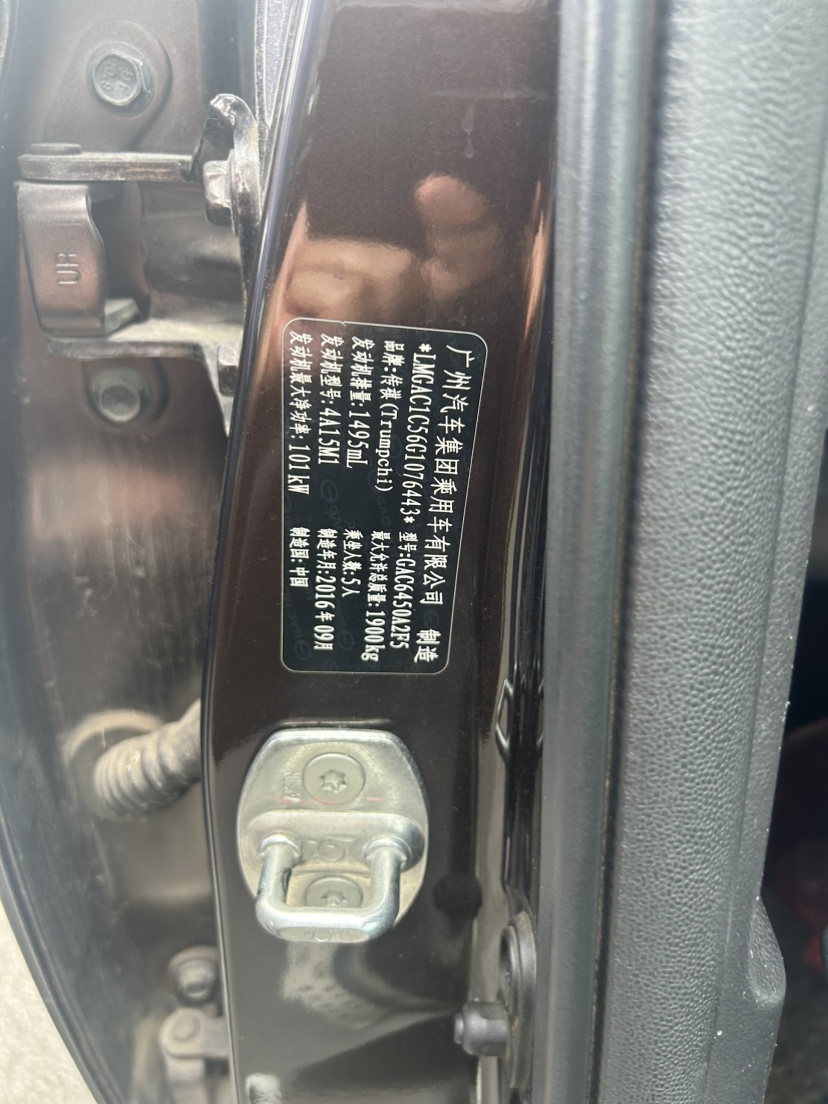 广州汽车集团乘用车有限公司 制造
*LMGAC1C56G1076443* 型号:GAC6450A2F5
品牌:传祺(Trumpchi) 最大允许总质量:1900kg
发动机排量:1495mL 乘坐人数:5人
发动机型号:4A15M1 制造年月:2016年09月
发动机最大净功率:101kW 制造国:中国